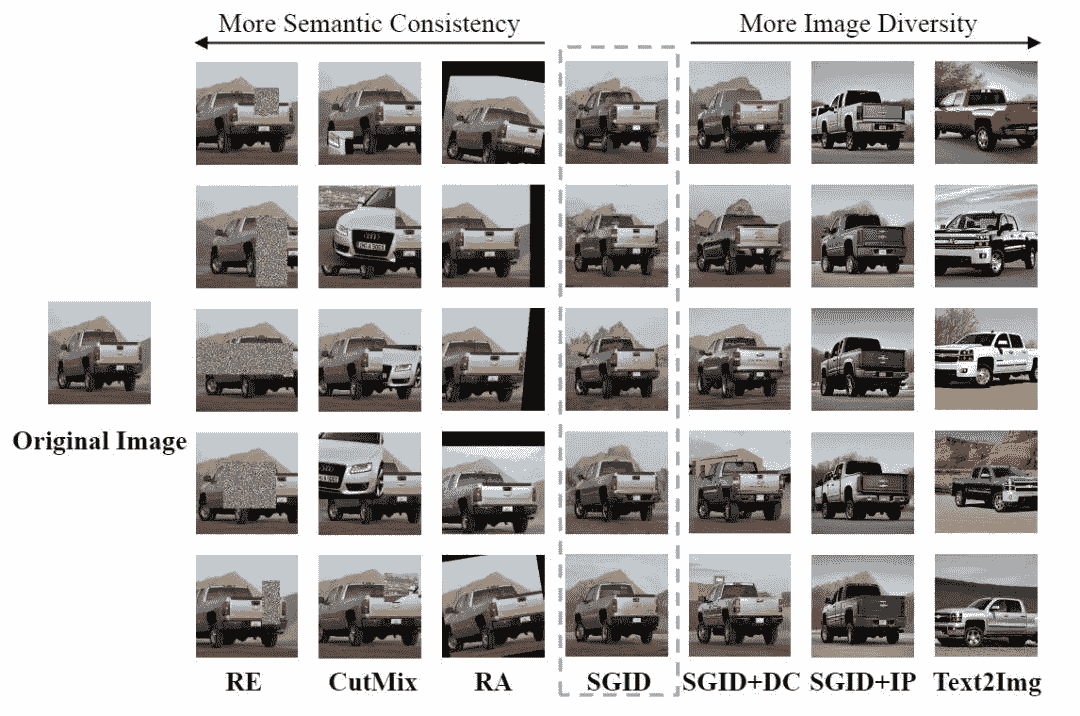 More Semantic Consistency
More Image Diversity
Original Image
RE
CutMix
RA
SGID
SGID+DC
SGID+IP
Text2Img